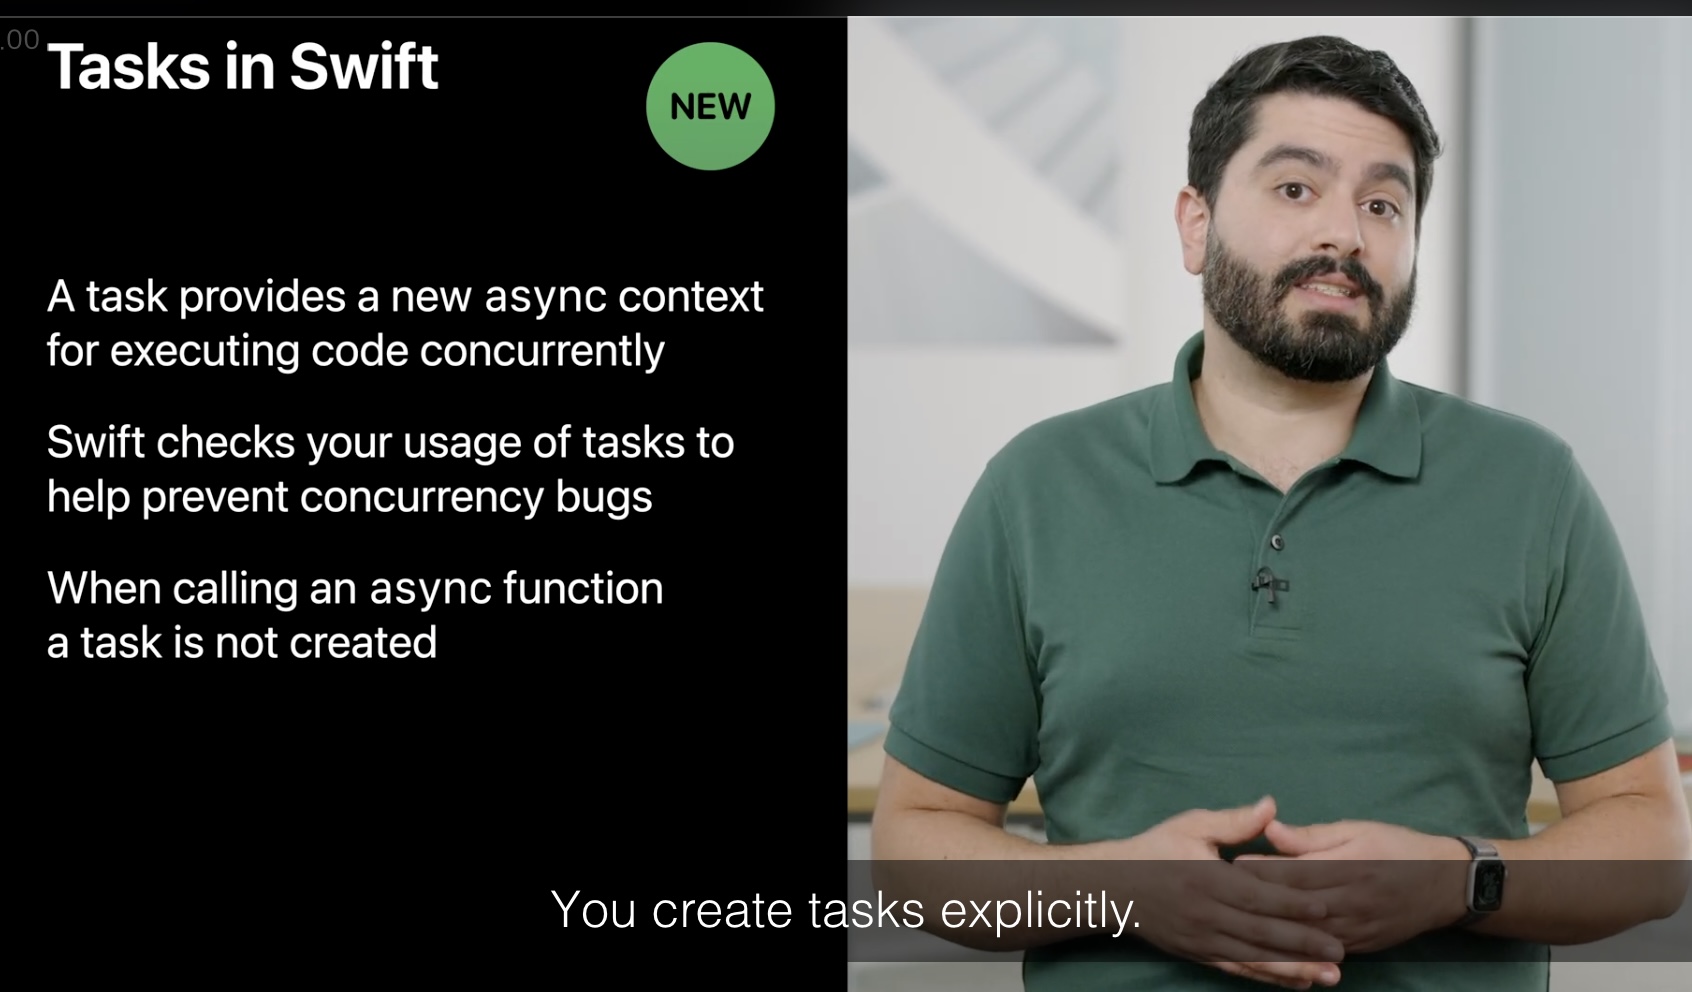 .00
Tasks in Swift
NEW
A task provides a new async context
for executing code concurrently
Swift checks your usage of tasks to
help prevent concurrency bugs
When calling an async function
a task is not created
You create tasks explicitly.